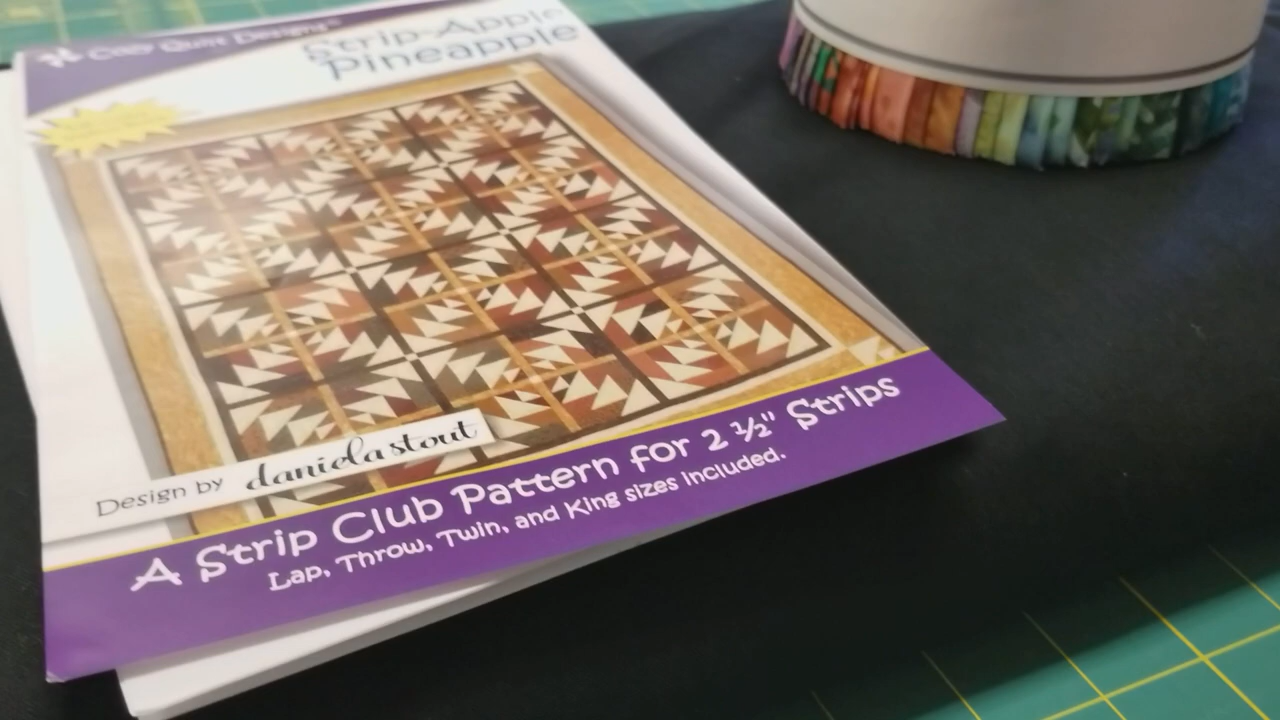 Cozy Quilt Designs™
Strip-Apple
Pineapple
Design by daniela stout
A Strip Club Pattern for 2 ½" Strips
Lap, Throw, Twin, and King sizes included.